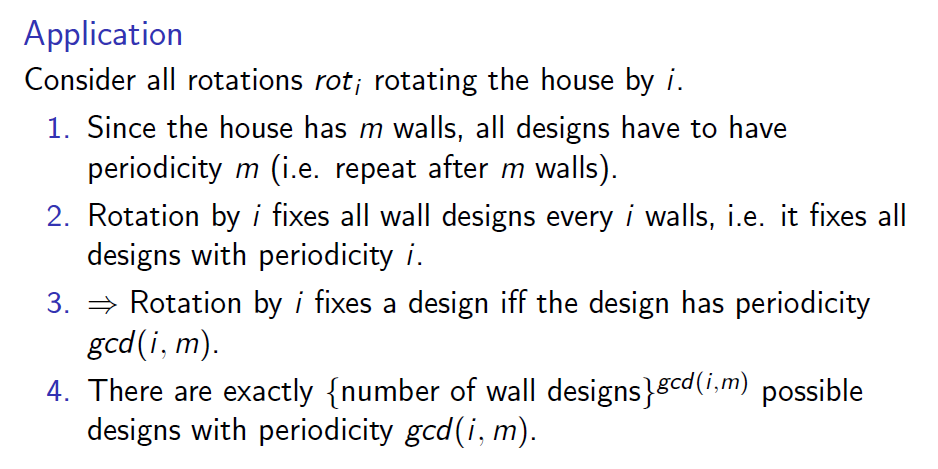 Application
Consider all rotations rotᵢ rotating the house by i.
1. Since the house has m walls, all designs have to have
periodicity m (i.e. repeat after m walls).
2. Rotation by i fixes all wall designs every i walls, i.e. it fixes all
designs with periodicity i.
3. ⇒ Rotation by i fixes a design iff the design has periodicity
gcd(i, m).
4. There are exactly {number of wall designs}^gcd(i,m) possible
designs with periodicity gcd(i, m).